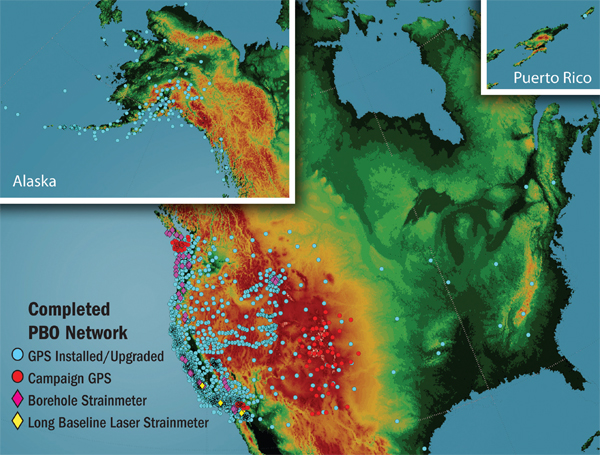 Alaska
Puerto Rico
Completed
PBO Network
GPS Installed/Upgraded
Campaign GPS
Borehole Strainmeter
Long Baseline Laser Strainmeter